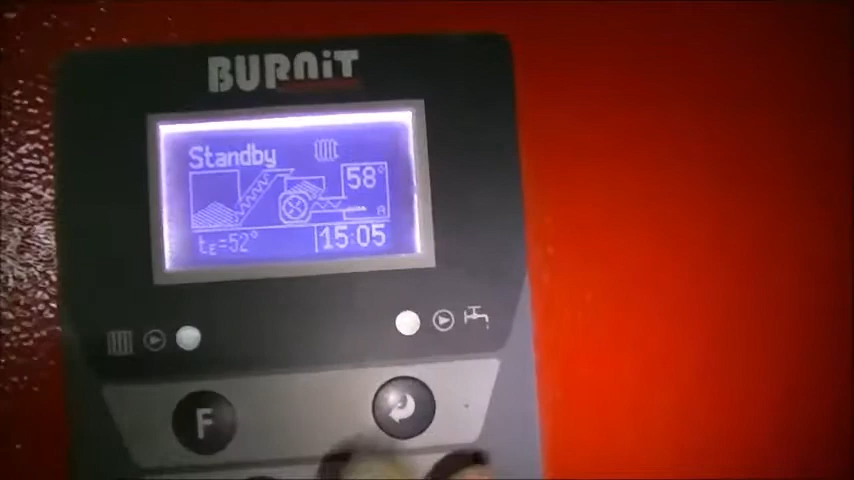 BURNiT
Standby
58°
A
tE=52°
15:05
F